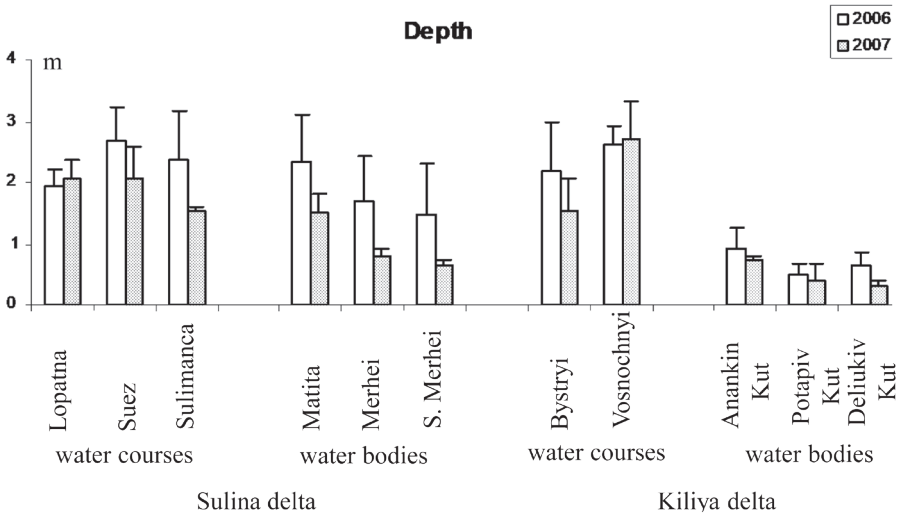 Depth
2006
2007
m
4
3
2
1
0
Lopatna
Suez
Sulimanca
Matita
Merhei
S. Merhei
Bystryi
Vosnochnyi
Anankin
Kut
Potapiv
Kut
Deliukiv
Kut
water courses
water bodies
water courses
water bodies
Sulina delta
Kiliya delta